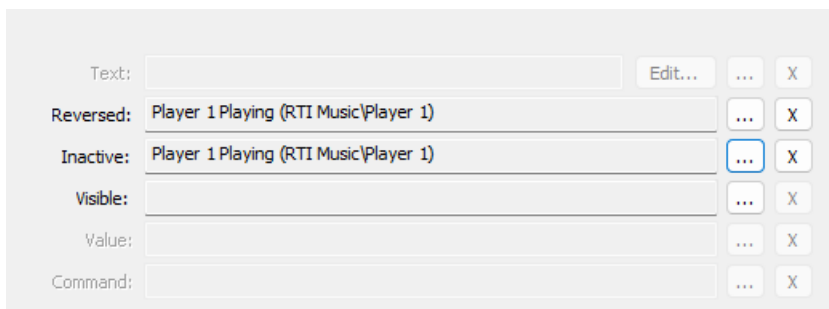 Text: Edit... ... X
Reversed: Player 1 Playing (RTI Music\Player 1) ... X
Inactive: Player 1 Playing (RTI Music\Player 1) ... X
Visible: ... X
Value: ... X
Command: ... X